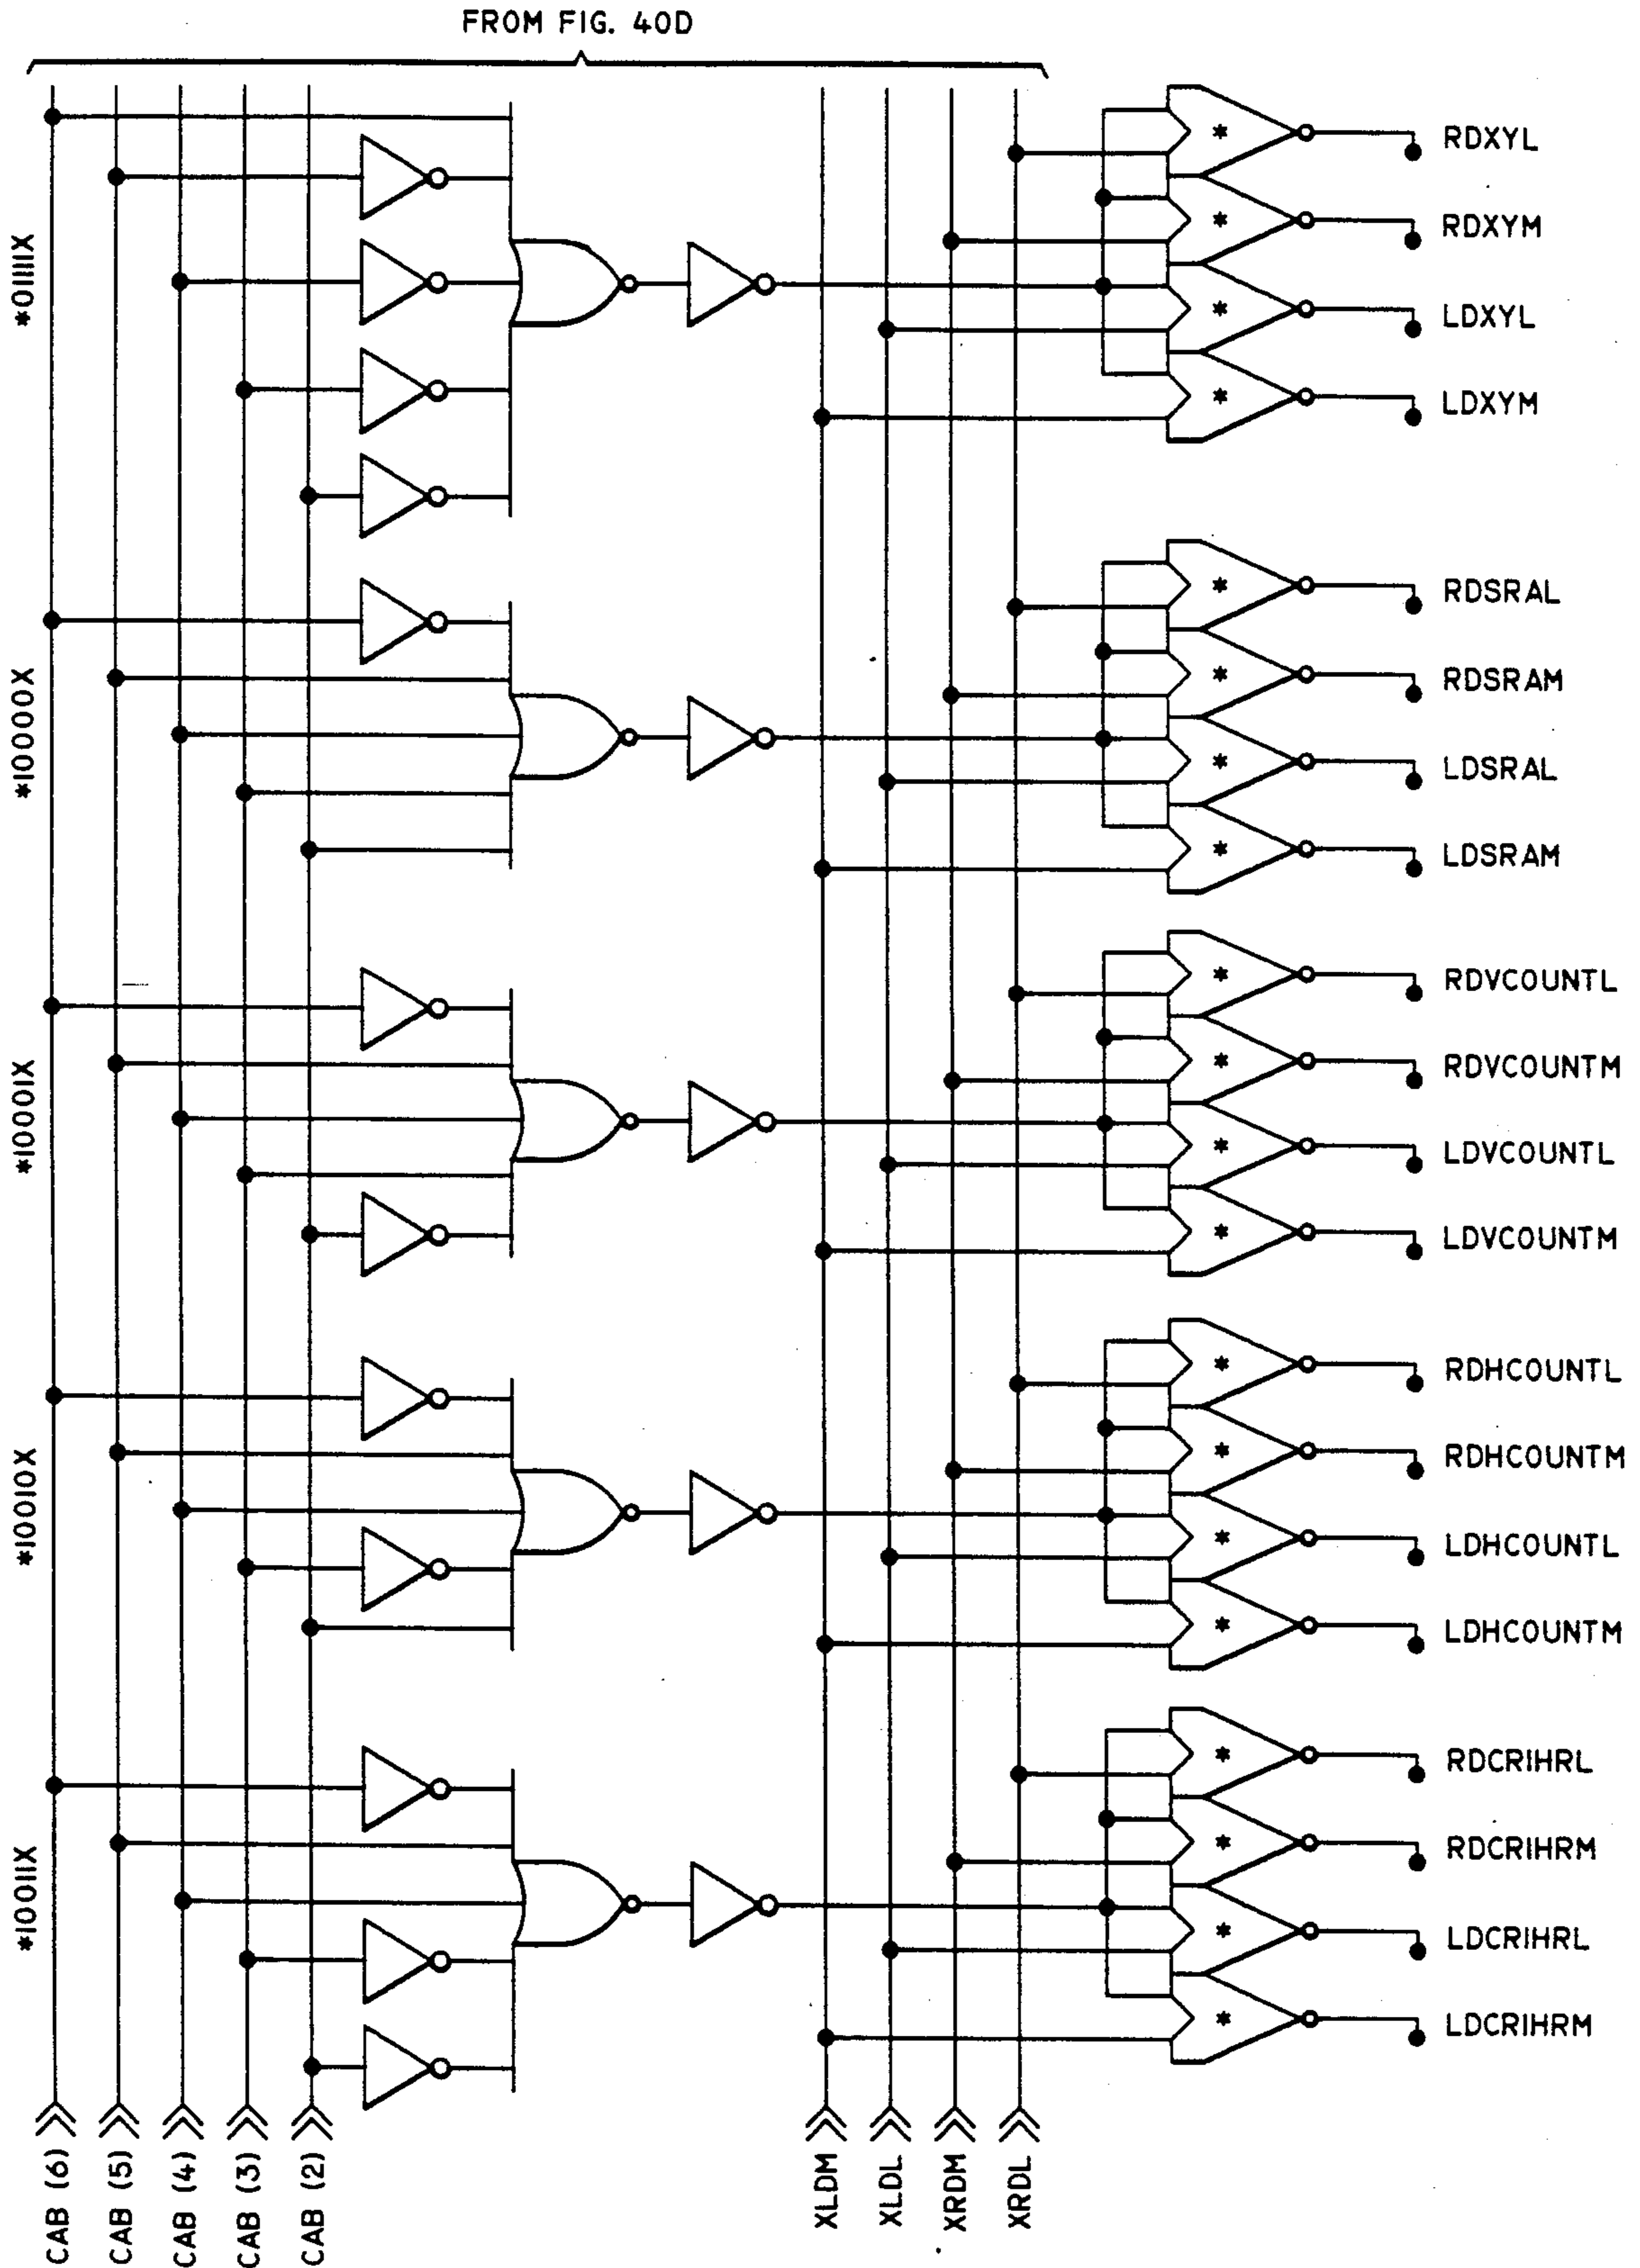 FROM FIG. 40D
*01111X
RDXYL
RDXYM
LDXYL
LDXYM
*10000X
RDSRAL
RDSRAM
LDSRAL
LDSRAM
*10001X
RDVCOUNTL
RDVCOUNTM
LDVCOUNTL
LDVCOUNTM
*10010X
RDHCOUNTL
RDHCOUNTM
LDHCOUNTL
LDHCOUNTM
*10011X
RDCRIHRL
RDCRIHRM
LDCRIHRL
LDCRIHRM
CAB (6)
CAB (5)
CAB (4)
CAB (3)
CAB (2)
XLDM
XLDL
XRDM
XRDL